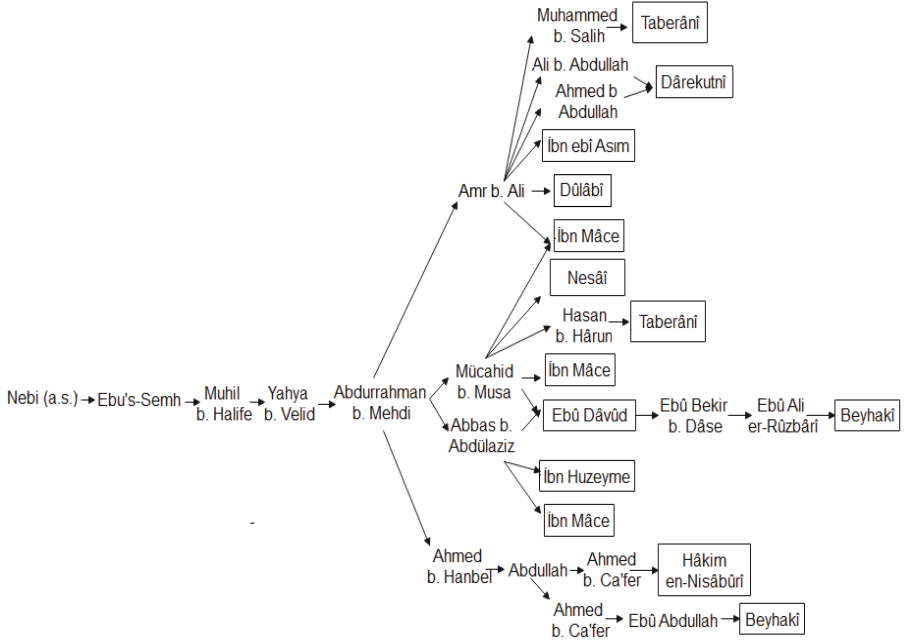 Muhammed
b. Salih
Taberânî
Ali b. Abdullah
Dârekutnî
Ahmed b
Abdullah
İbn ebî Asım
Amr b. Ali
Dûlâbî
İbn Mâce
Nesâî
Hasan
b. Hârun
Taberânî
Mücahid
b. Musa
İbn Mâce
Nebi (a.s.)
Ebu's-Semh
Muhil
b. Halife
Yahya
b. Velid
Abdurrahman
b. Mehdi
Abbas b.
Abdülaziz
Ebû Dâvûd
Ebû Bekir
b. Dâse
Ebû Ali
er-Rûzbârî
Beyhakî
İbn Huzeyme
İbn Mâce
Ahmed
b. Hanbel
Abdullah
Ahmed
b. Ca'fer
Hâkim
en-Nisâbûrî
Ahmed
b. Ca'fer
Ebû Abdullah
Beyhakî